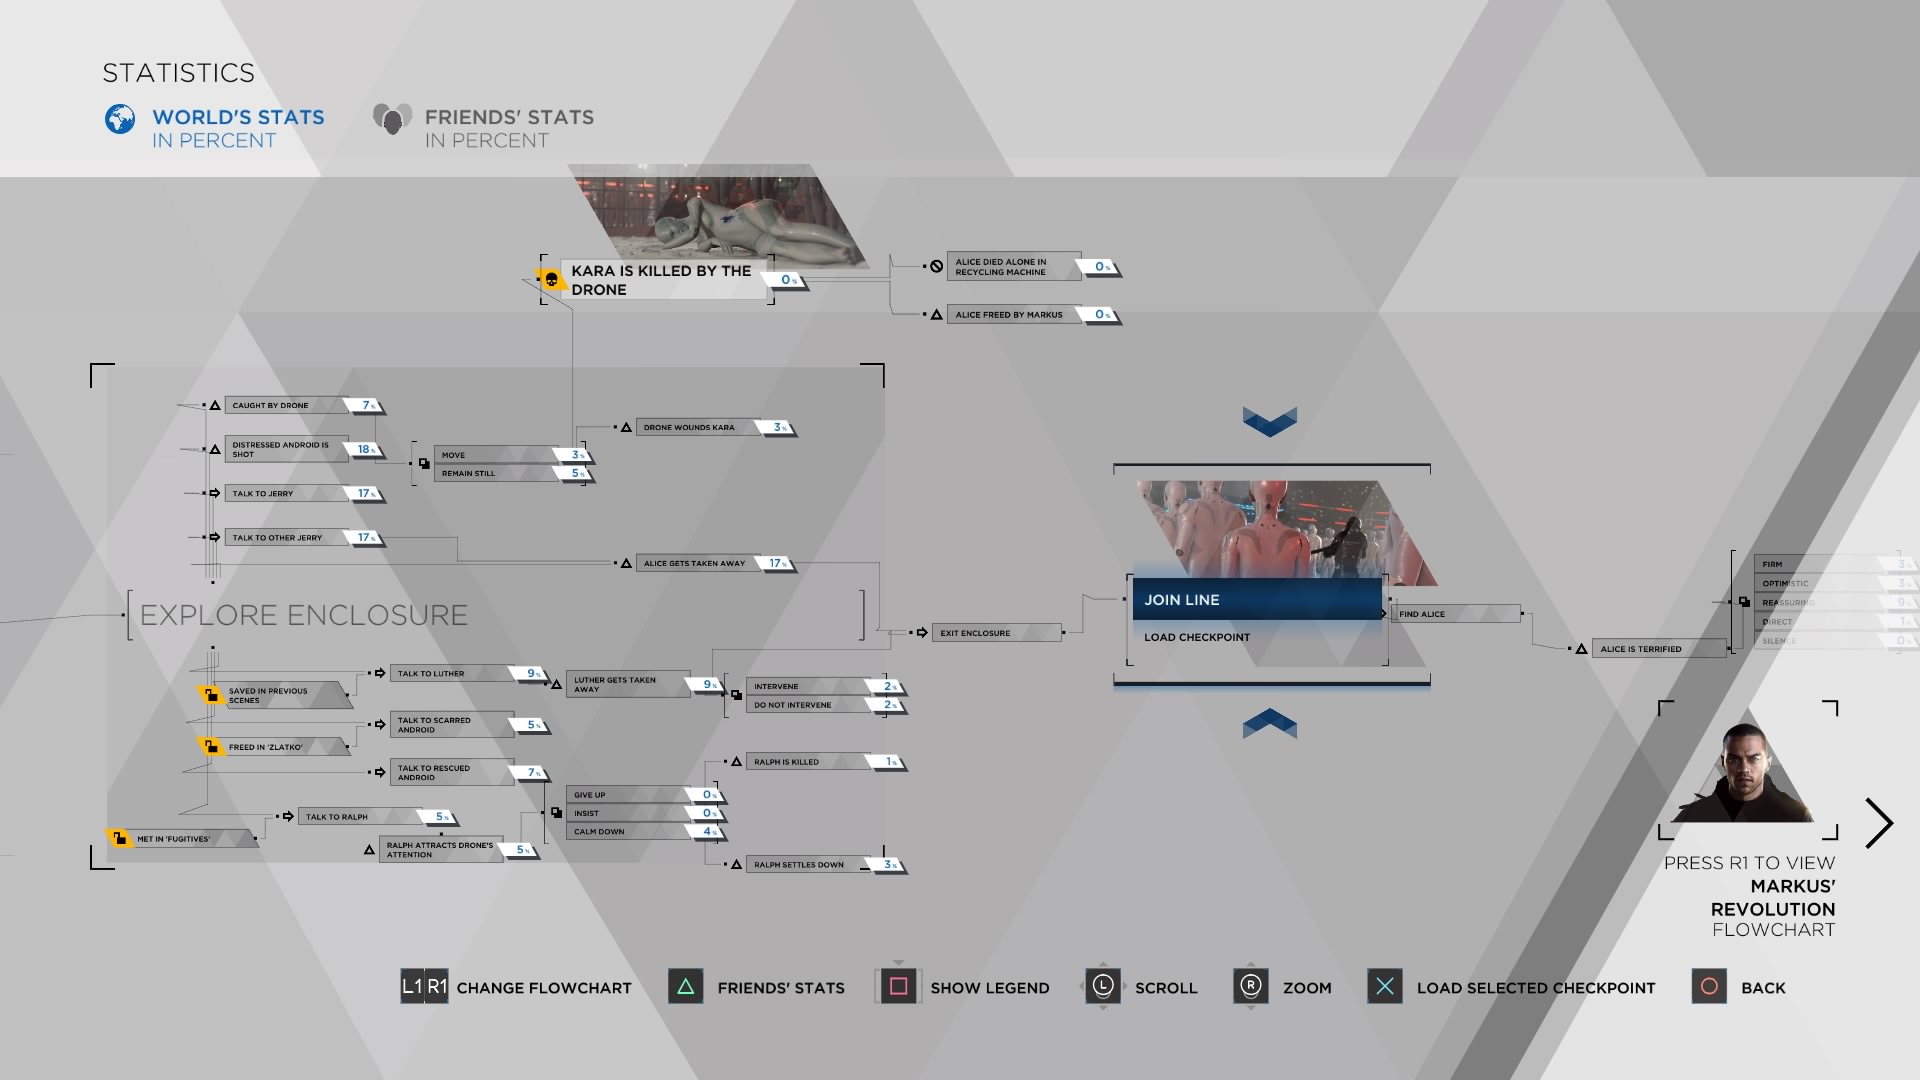 STATISTICS
WORLD'S STATS
IN PERCENT
FRIENDS' STATS
IN PERCENT
KARA IS KILLED BY THE
DRONE
0%
ALICE DIED ALONE IN
RECYCLING MACHINE
0%
ALICE FREED BY MARKUS
0%
CAUGHT BY DRONE
7%
DISTRESSED ANDROID IS
SHOT
18%
TALK TO JERRY
17%
TALK TO OTHER JERRY
17%
MOVE
3%
REMAIN STILL
5%
DRONE WOUNDS KARA
3%
ALICE GETS TAKEN AWAY
17%
EXPLORE ENCLOSURE
EXIT ENCLOSURE
JOIN LINE
LOAD CHECKPOINT
FIND ALICE
ALICE IS TERRIFIED
FIRM
3%
OPTIMISTIC
3%
REASSURING
9%
DIRECT
1%
SILENCE
0%
TALK TO LUTHER
9%
SAVED IN PREVIOUS
SCENES
LUTHER GETS TAKEN
AWAY
9%
INTERVENE
2%
DO NOT INTERVENE
2%
TALK TO SCARRED
ANDROID
5%
FREED IN 'ZLATKO'
TALK TO RESCUED
ANDROID
7%
RALPH IS KILLED
1%
GIVE UP
0%
INSIST
0%
CALM DOWN
4%
TALK TO RALPH
5%
MET IN 'FUGITIVES'
RALPH ATTRACTS DRONE'S
ATTENTION
5%
RALPH SETTLES DOWN
3%
PRESS R1 TO VIEW
MARKUS'
REVOLUTION
FLOWCHART
L1 R1 CHANGE FLOWCHART
FRIENDS' STATS
SHOW LEGEND
L SCROLL
R ZOOM
LOAD SELECTED CHECKPOINT
BACK